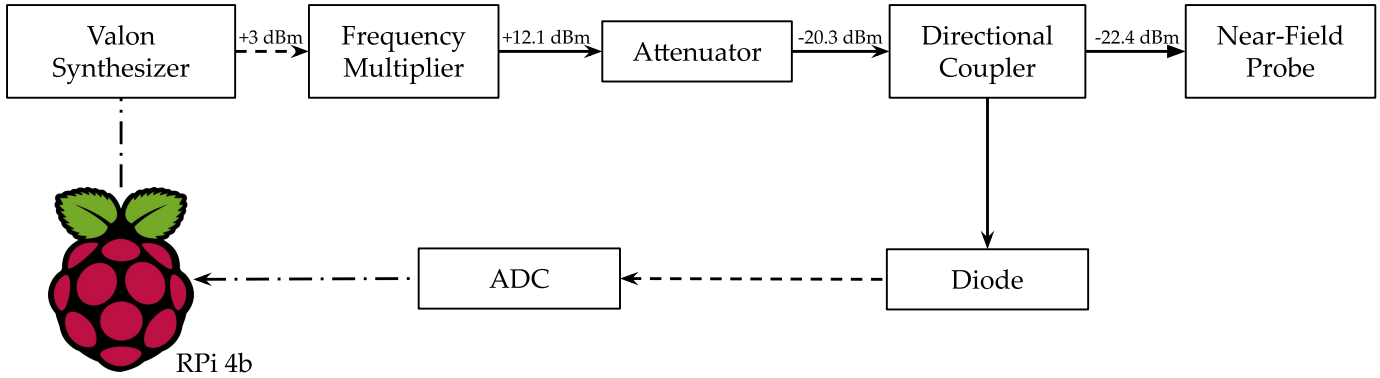 Valon
Synthesizer
+3 dBm
Frequency
Multiplier
+12.1 dBm
Attenuator
-20.3 dBm
Directional
Coupler
-22.4 dBm
Near-Field
Probe
ADC
Diode
RPi 4b